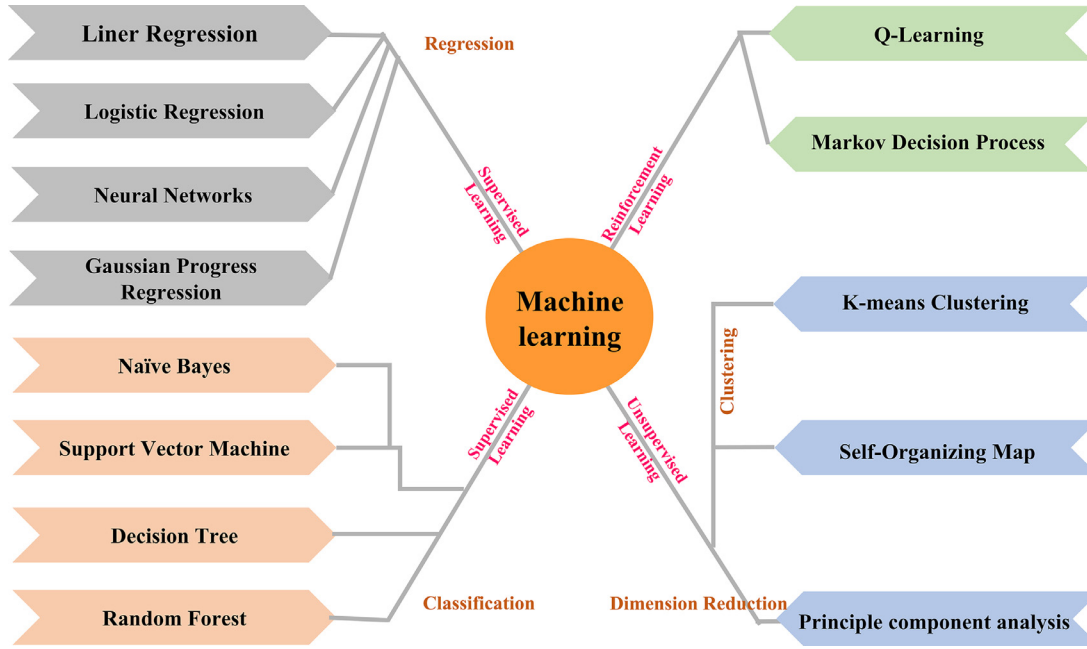 Liner Regression
Logistic Regression
Neural Networks
Gaussian Progress
Regression
Regression
Supervised
Learning
Naïve Bayes
Support Vector Machine
Decision Tree
Random Forest
Classification
Supervised
Learning
Machine
learning
Q-Learning
Markov Decision Process
Reinforcement
Learning
K-means Clustering
Self-Organizing Map
Clustering
Unsupervised
Learning
Dimension Reduction
Principle component analysis